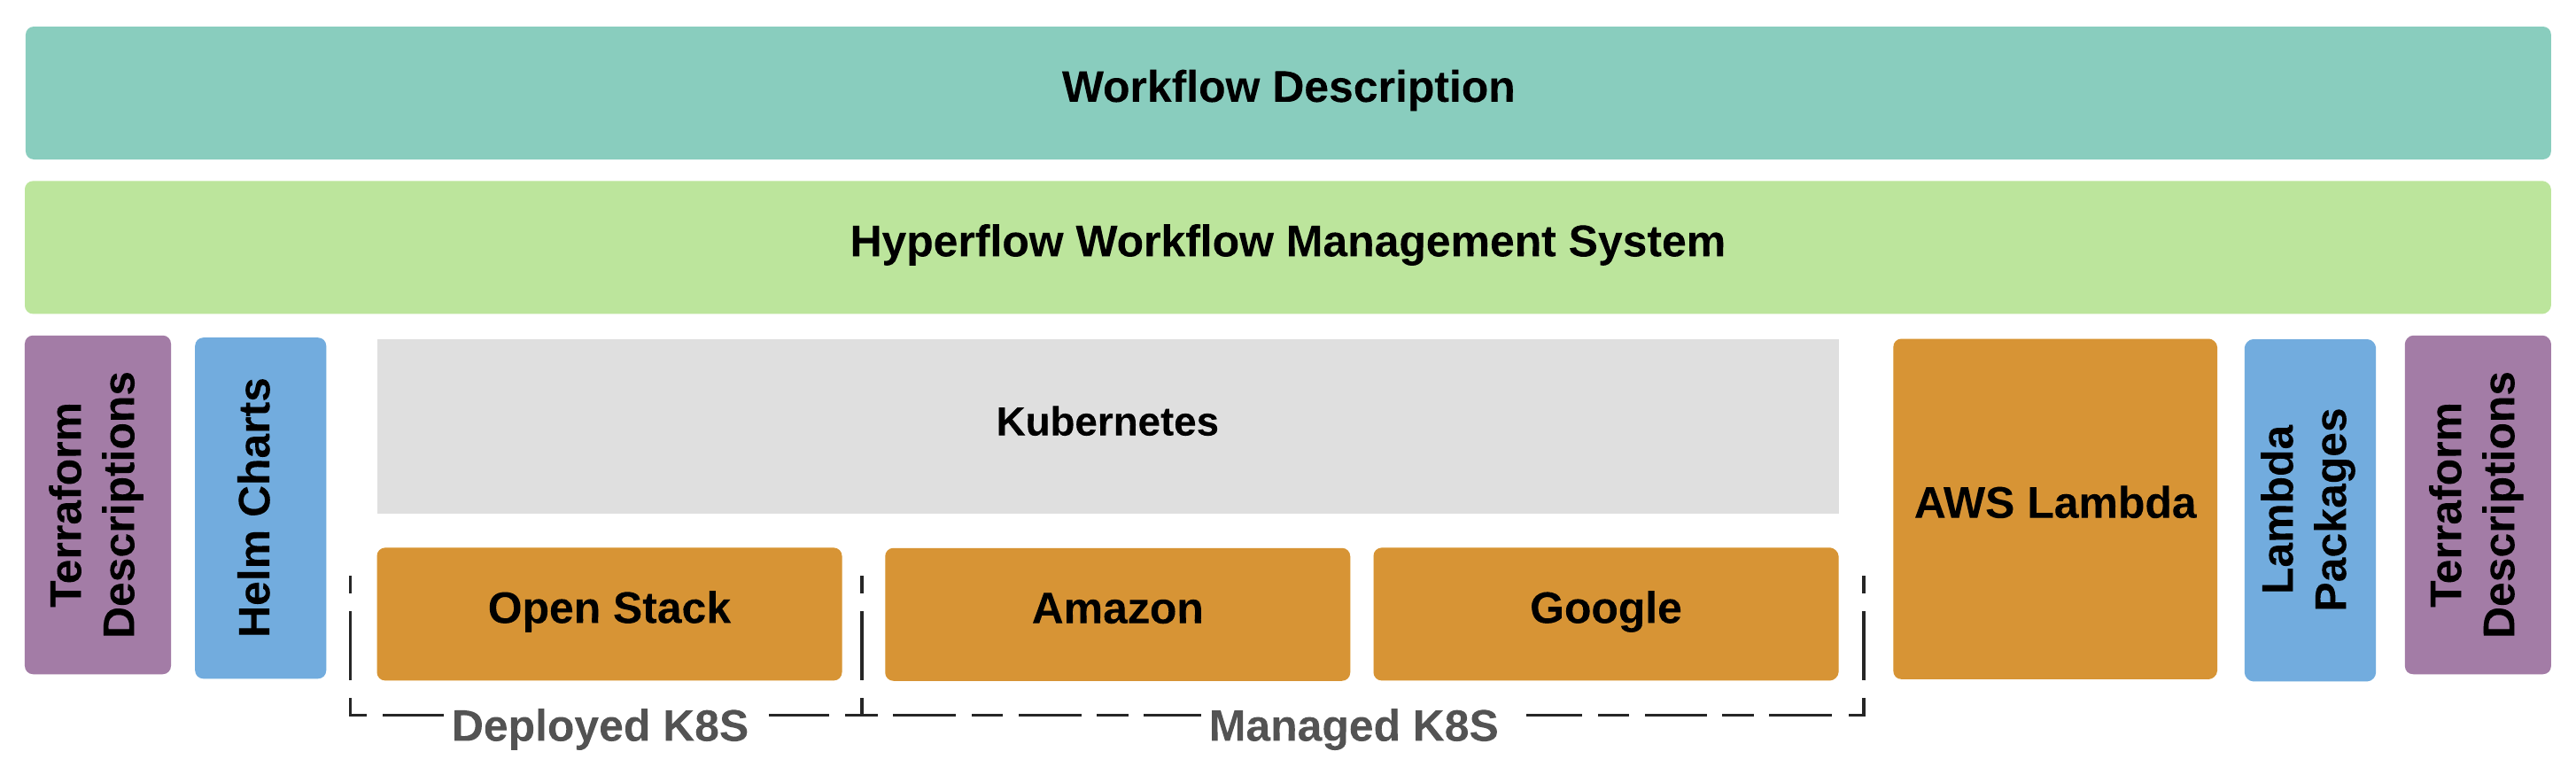 Workflow Description
Hyperflow Workflow Management System
Terraform
Descriptions
Helm Charts
Kubernetes
Open Stack
Amazon
Google
AWS Lambda
Lambda
Packages
Terraform
Descriptions
Deployed K8S
Managed K8S